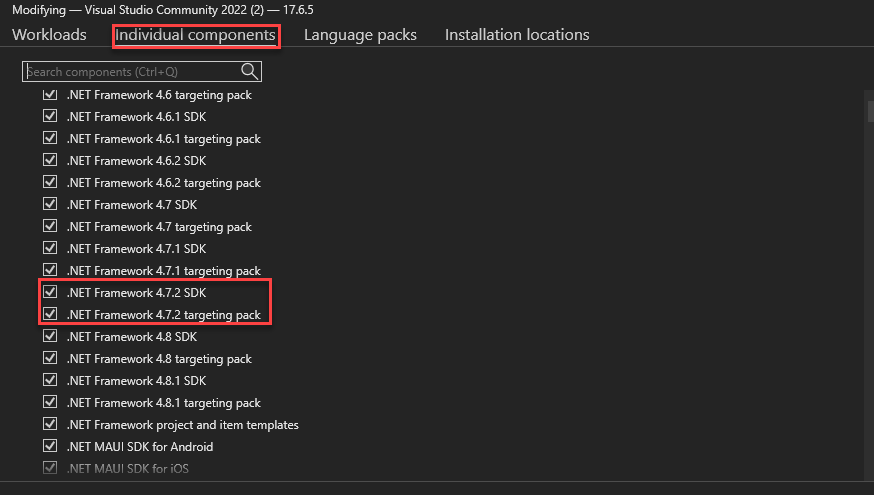 Modifying — Visual Studio Community 2022 (2) — 17.6.5
Workloads Individual components Language packs Installation locations
Search components (Ctrl+Q)
.NET Framework 4.6 targeting pack
.NET Framework 4.6.1 SDK
.NET Framework 4.6.1 targeting pack
.NET Framework 4.6.2 SDK
.NET Framework 4.6.2 targeting pack
.NET Framework 4.7 SDK
.NET Framework 4.7 targeting pack
.NET Framework 4.7.1 SDK
.NET Framework 4.7.1 targeting pack
.NET Framework 4.7.2 SDK
.NET Framework 4.7.2 targeting pack
.NET Framework 4.8 SDK
.NET Framework 4.8 targeting pack
.NET Framework 4.8.1 SDK
.NET Framework 4.8.1 targeting pack
.NET Framework project and item templates
.NET MAUI SDK for Android
.NET MAUI SDK for iOS